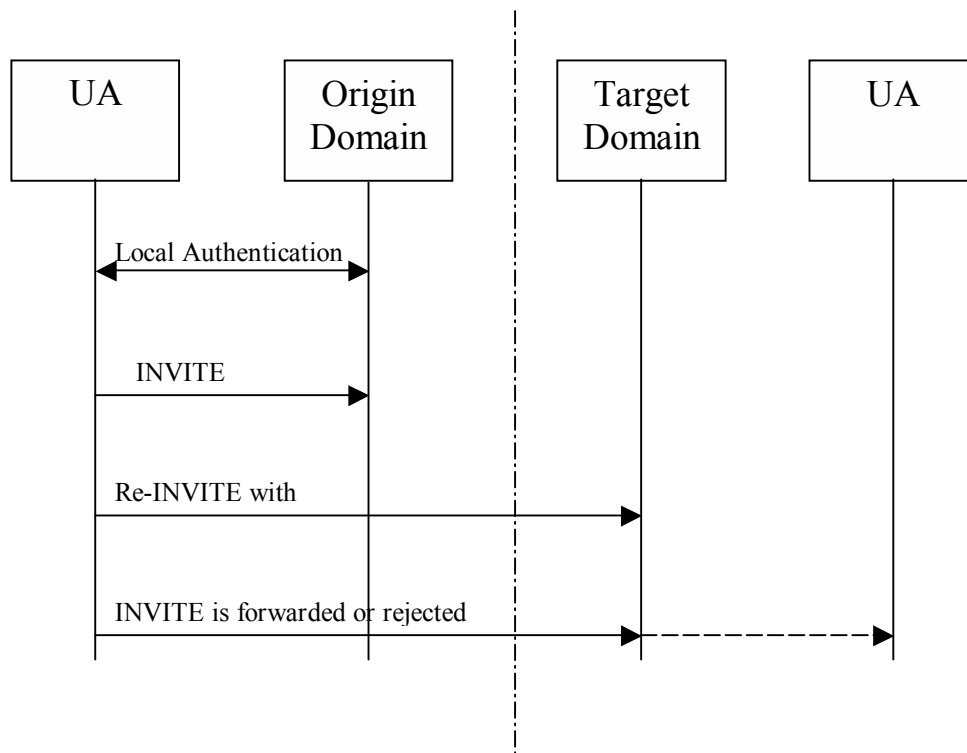 UA
Origin
Domain
Target
Domain
UA
Local Authentication
INVITE
Re-INVITE with
INVITE is forwarded or rejected